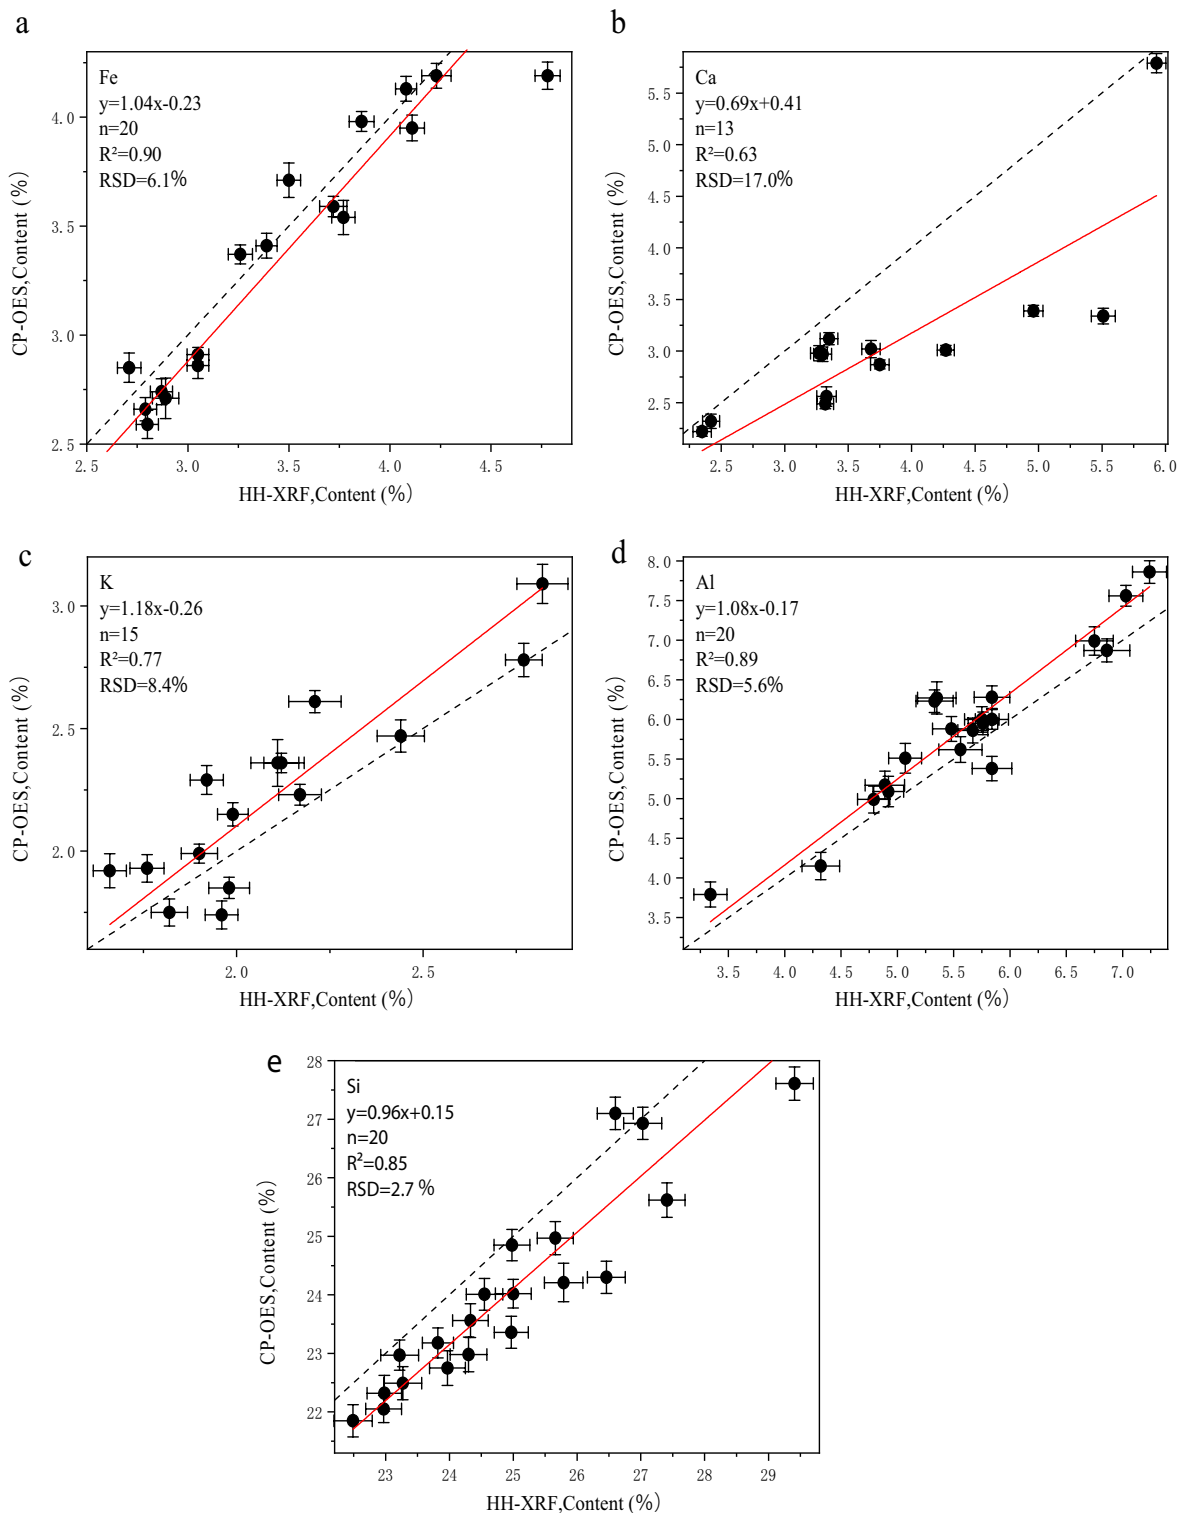 a
Fe
y=1.04x-0.23
n=20
R²=0.90
RSD=6.1%
4.0
3.5
3.0
2.5
2.5 3.0 3.5 4.0 4.5
CP-OES,Content (%)
HH-XRF,Content (%)
b
Ca
y=0.69x+0.41
n=13
R²=0.63
RSD=17.0%
5.5
5.0
4.5
4.0
3.5
3.0
2.5
2.5 3.0 3.5 4.0 4.5 5.0 5.5 6.0
CP-OES,Content (%)
HH-XRF,Content (%)
c
K
y=1.18x-0.26
n=15
R²=0.77
RSD=8.4%
3.0
2.5
2.0
2.0 2.5
CP-OES,Content (%)
HH-XRF,Content (%)
d
Al
y=1.08x-0.17
n=20
R²=0.89
RSD=5.6%
8.0
7.5
7.0
6.5
6.0
5.5
5.0
4.5
4.0
3.5
3.5 4.0 4.5 5.0 5.5 6.0 6.5 7.0
CP-OES,Content (%)
HH-XRF,Content (%)
e
Si
y=0.96x+0.15
n=20
R²=0.85
RSD=2.7 %
28
27
26
25
24
23
22
23 24 25 26 27 28 29
CP-OES,Content (%)
HH-XRF,Content (%)